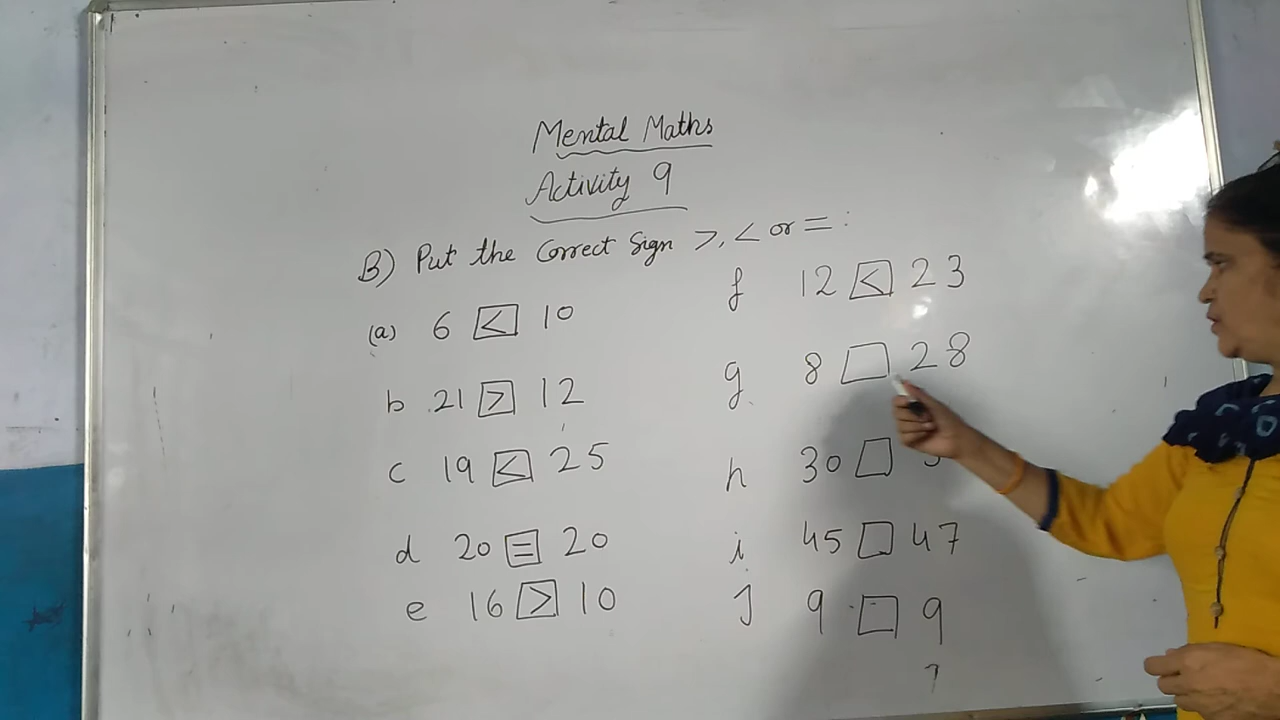 Mental Maths
Activity 9
B) Put the Correct Sign >, < or = :
(a) 6 < 10
b 21 > 12
c 19 < 25
d 20 = 20
e 16 > 10
f 12 < 23
g 8 □ 28
h 30 □
i 45 □ 47
J 9 □ 9